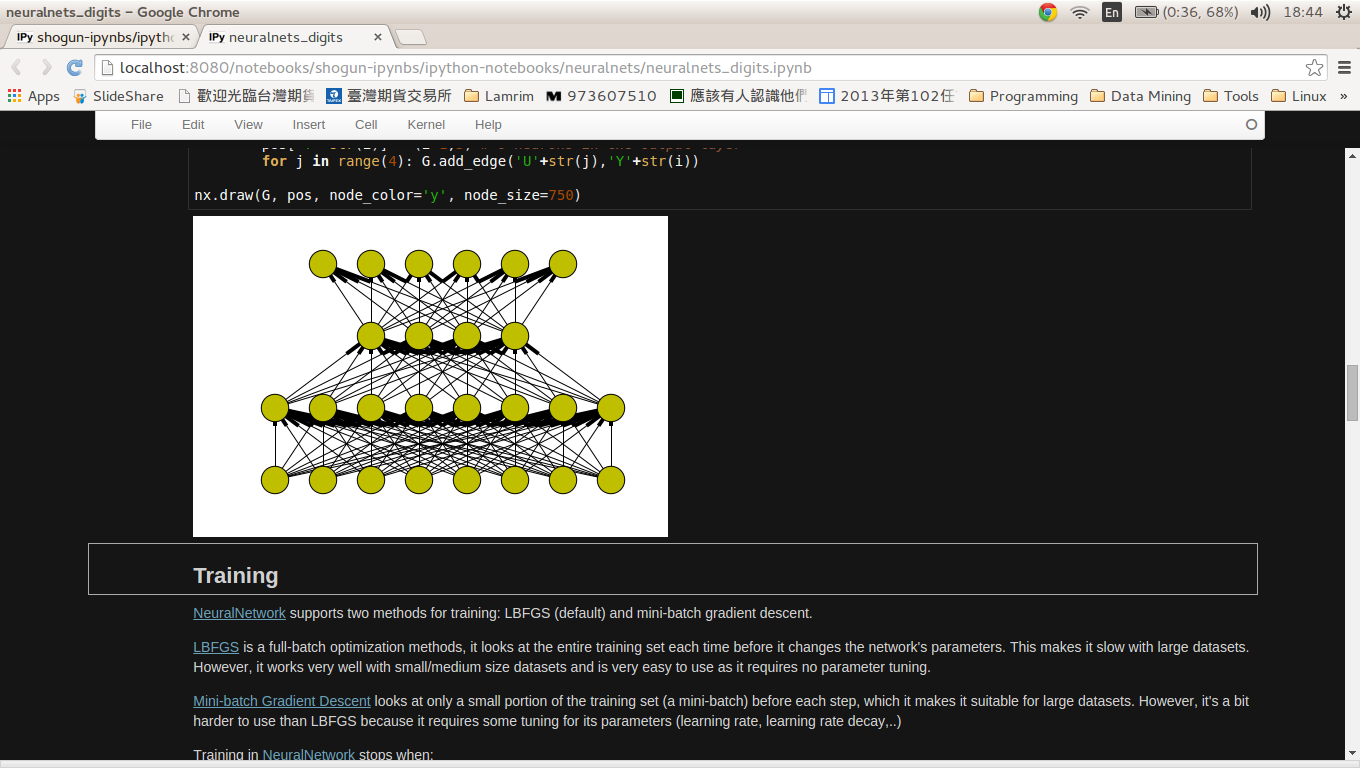 neuralnets_digits – Google Chrome
En (0:36, 68%) 18:44
IPy shogun-ipynbs/ipytho
IPy neuralnets_digits
localhost:8080/notebooks/shogun-ipynbs/ipython-notebooks/neuralnets/neuralnets_digits.ipynb
Apps SlideShare 歡迎光臨台灣期貨 臺灣期貨交易所 Lamrim 973607510 應該有人認識他們 2013年第102任 Programming Data Mining Tools Linux »
File Edit View Insert Cell Kernel Help
for j in range(4): G.add_edge('U'+str(j),'Y'+str(i))
nx.draw(G, pos, node_color='y', node_size=750)
Training
NeuralNetwork supports two methods for training: LBFGS (default) and mini-batch gradient descent.
LBFGS is a full-batch optimization methods, it looks at the entire training set each time before it changes the network's parameters. This makes it slow with large datasets.
However, it works very well with small/medium size datasets and is very easy to use as it requires no parameter tuning.
Mini-batch Gradient Descent looks at only a small portion of the training set (a mini-batch) before each step, which it makes it suitable for large datasets. However, it's a bit
harder to use than LBFGS because it requires some tuning for its parameters (learning rate, learning rate decay,..)
Training in NeuralNetwork stops when: